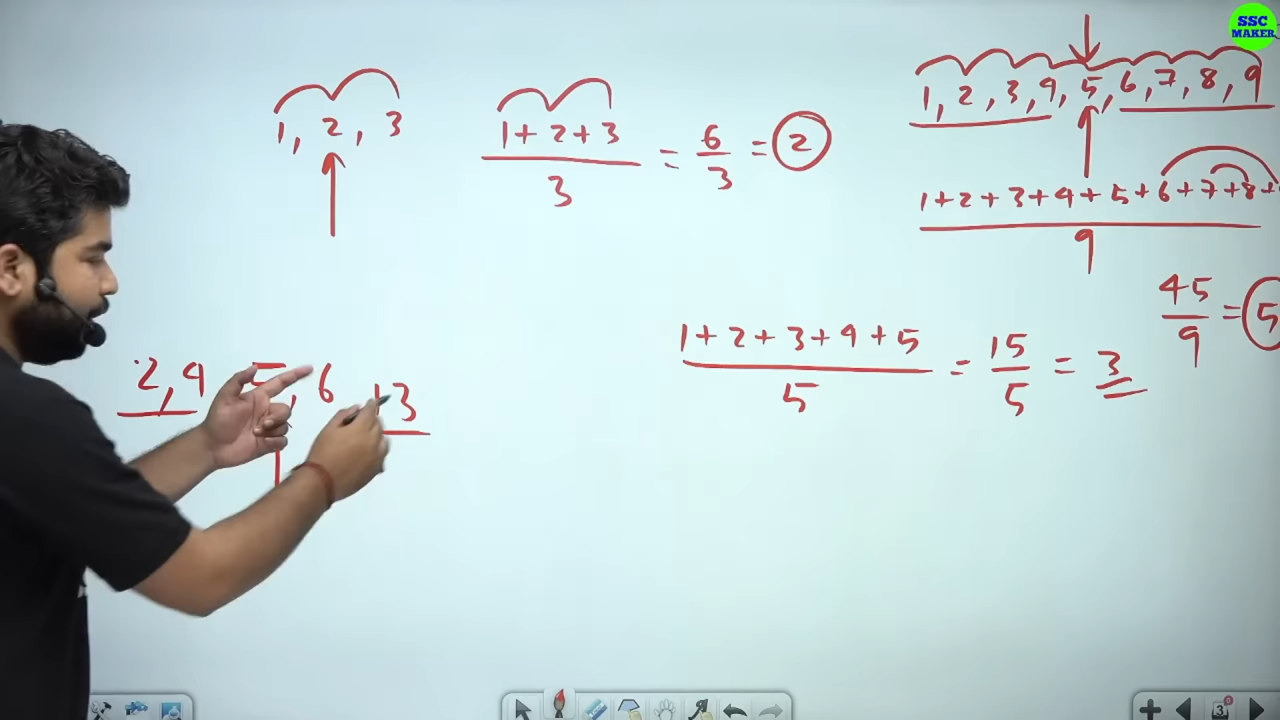 SSC
MAKER
1, 2, 3
1+2+3
3
= 6/3 = 2
1, 2, 3, 4, 5, 6, 7, 8, 9
1+2+3+4+5+6+7+8+
9
45/9 = 5
1+2+3+4+5
5
= 15/5 = 3
2, 4 5, 6 13
3